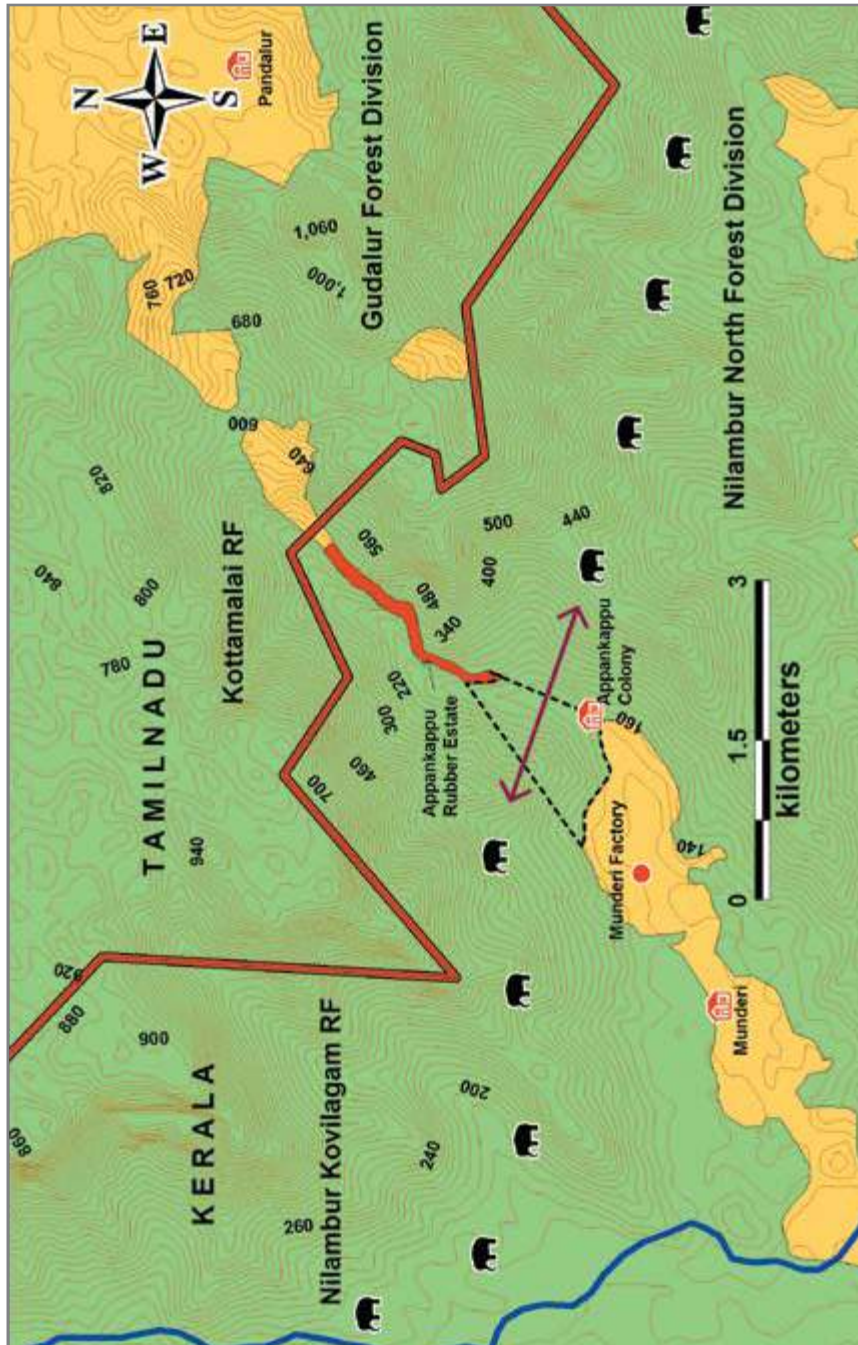 N
W
E
S
Pandalur
760
720
680
1,060
1,000
Gudalur Forest Division
600
640
820
840
800
780
TAMILNADU
Kottamalai RF
940
700
560
480
340
220
300
460
500
440
400
Appankappu
Rubber Estate
Appankappu
Colony
160
Nilambur North Forest Division
Munderi Factory
140
Munderi
0
1.5
3
kilometers
920
880
900
860
KERALA
Nilambur Kovilagam RF
200
240
260